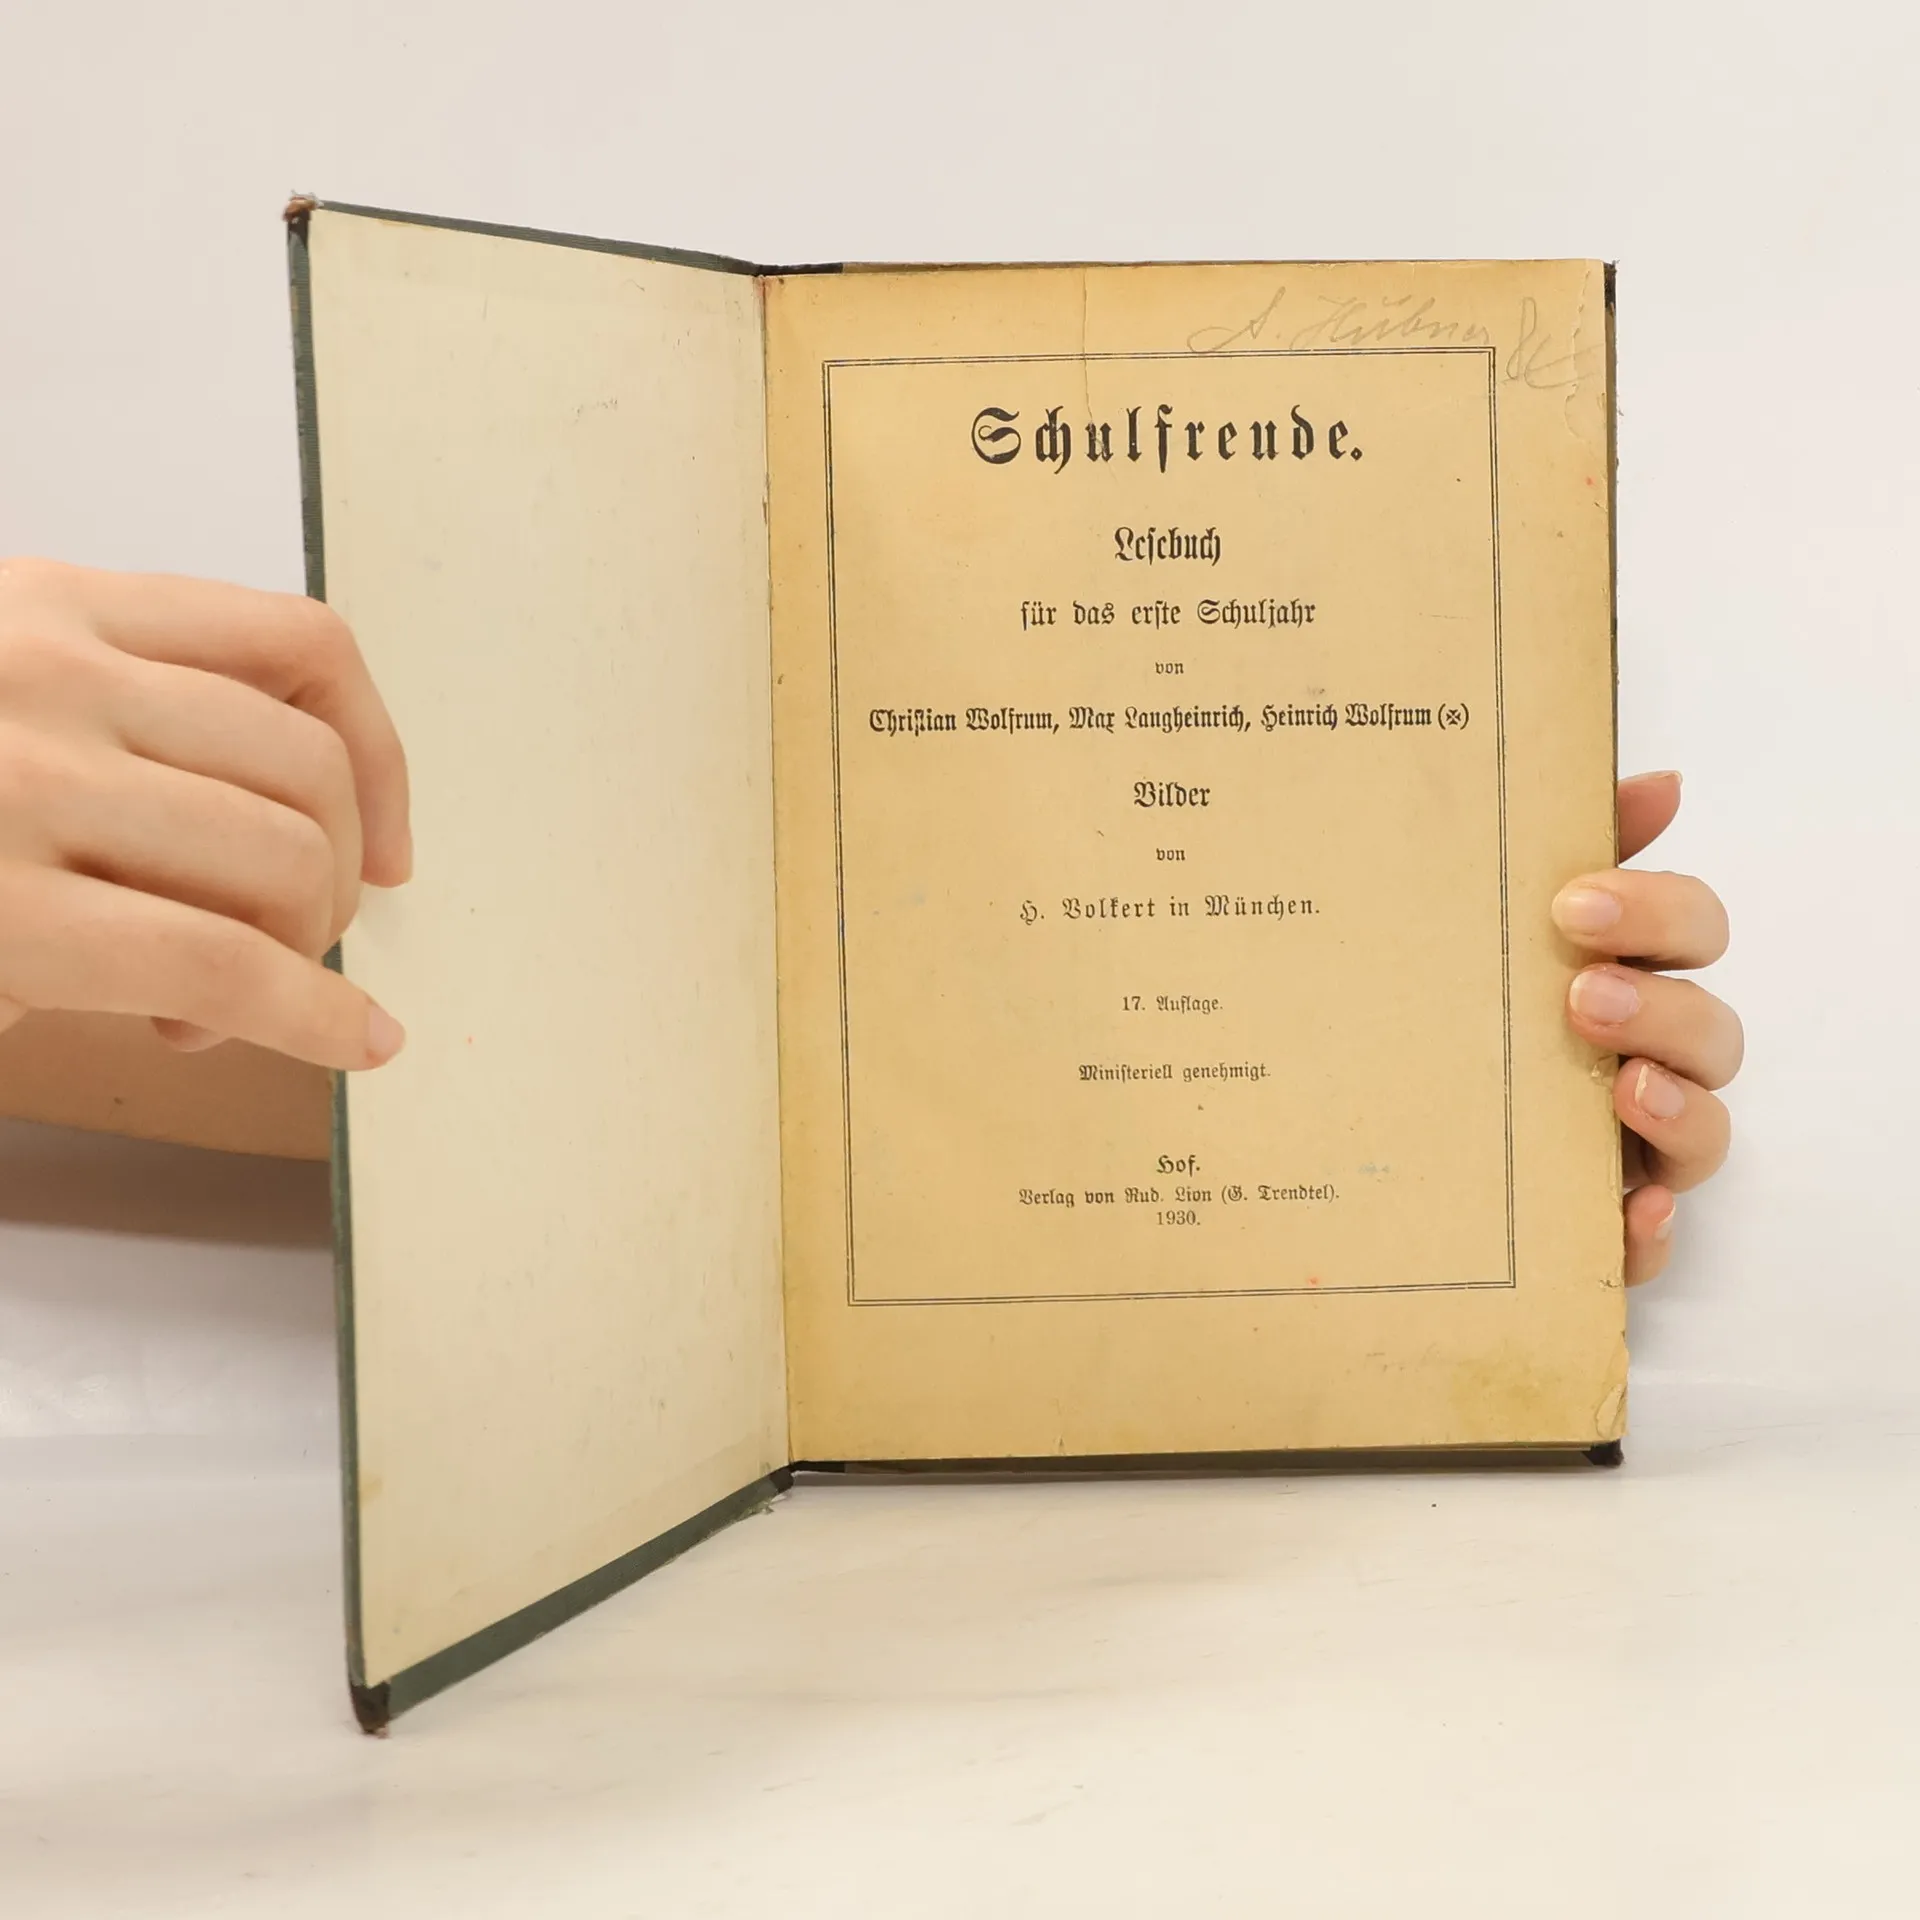 A. Hübner
Schulfreude.
Lesebuch
für das erste Schuljahr
von
Christian Wolfrum, Max Langheinrich, Heinrich Wolfrum (✠)
Bilder
von
H. Volkert in München.
17. Auflage.
Ministeriell genehmigt.
Hof.
Verlag von Rud. Lion (G. Trendtel).
1930.